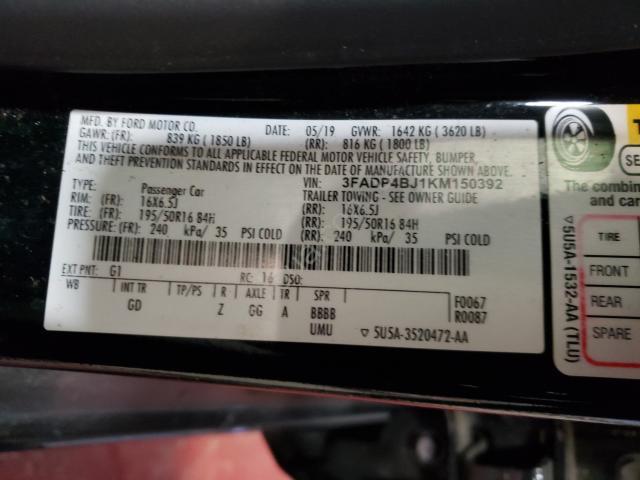 MFD. BY FORD MOTOR CO.
DATE: 05/19 GVWR: 1642 KG ( 3620 LB)
GAWR: (FR): 839 KG ( 1850 LB) (RR): 816 KG ( 1800 LB)
THIS VEHICLE CONFORMS TO ALL APPLICABLE FEDERAL MOTOR VEHICLE SAFETY, BUMPER,
AND THEFT PREVENTION STANDARDS IN EFFECT ON THE DATE OF MANUFACTURE SHOWN ABOVE.
VIN: 3FADP4BJ1KM150392
TYPE: Passenger Car TRAILER TOWING - SEE OWNER GUIDE
RIM: (FR): 16X6.5J (RR): 16X6.5J
TIRE: (FR): 195/50R16 84H (RR): 195/50R16 84H
PRESSURE: (FR): 240 kPa/ 35 PSI COLD (RR): 240 kPa/ 35 PSI COLD
EXT PNT: G1 RC: 16 DSO:
WB INT TR TP/PS R AXLE TR SPR F0067
GD Z GG A BBBB R0087
UMU ▽ 5U5A-3520472-AA
The combin
of occupan
▽5U5A-1532-AA (TLU)
TIRE
FRONT
REAR
SPARE